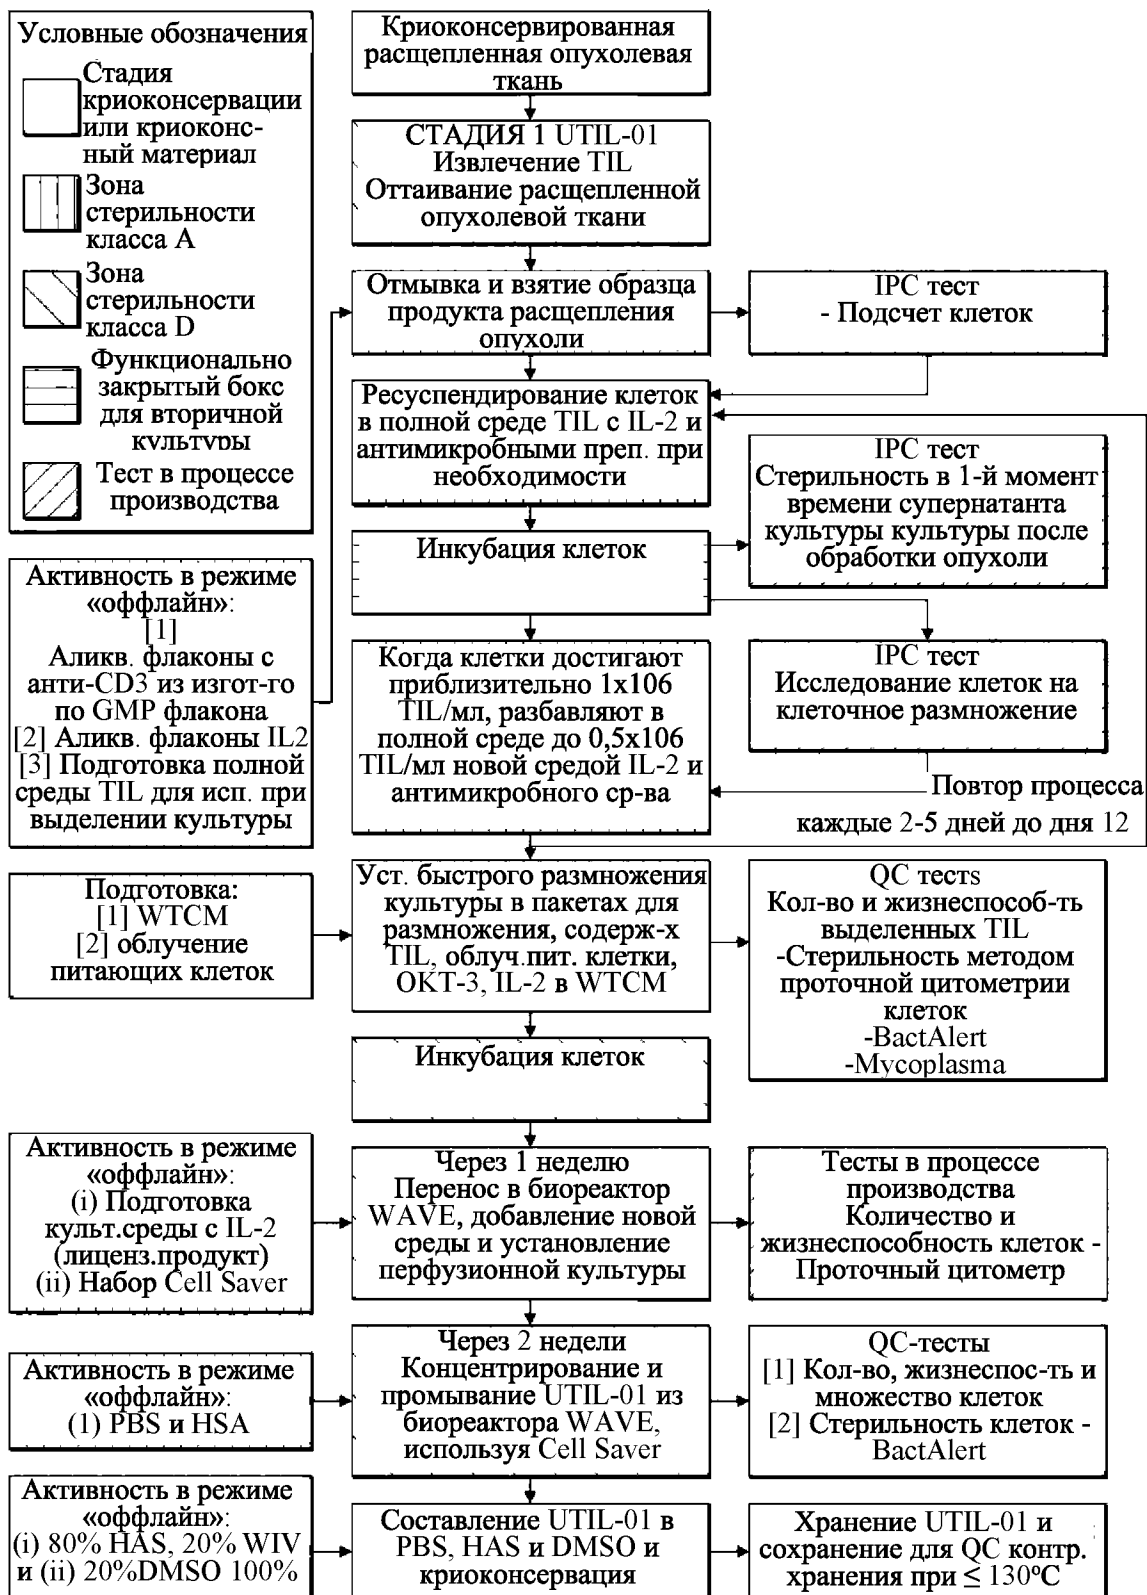 Условные обозначения
Стадия
криоконсервации
или криоконс-
ный материал
Зона
стерильности
класса A
Зона
стерильности
класса D
Функционально
закрытый бокс
для вторичной
культуры
Тест в процессе
производства
Криоконсервированная
расщепленная опухолевая
ткань
СТАДИЯ 1 UTIL-01
Извлечение TIL
Оттаивание расщепленной
опухолевой ткани
Отмывка и взятие образца
продукта расщепления
опухоли
IPC тест
- Подсчет клеток
Ресуспендирование клеток
в полной среде TIL с IL-2 и
антимикробными преп. при
необходимости
IPC тест
Стерильность в 1-й момент
времени супернатанта
культуры культуры после
обработки опухоли
Инкубация клеток
Активность в режиме
«оффлайн»:
[1]
Аликв. флаконы с
анти-CD3 из изгот-го
по GMP флакона
[2] Аликв. флаконы IL2
[3] Подготовка полной
среды TIL для исп. при
выделении культуры
Когда клетки достигают
приблизительно 1x106
TIL/мл, разбавляют в
полной среде до 0,5x106
TIL/мл новой средой IL-2 и
антимикробного ср-ва
IPC тест
Исследование клеток на
клеточное размножение
Повтор процесса
каждые 2-5 дней до дня 12
Подготовка:
[1] WTCM
[2] облучение
питающих клеток
Уст. быстрого размножения
культуры в пакетах для
размножения, содерж-х
TIL, облуч.пит. клетки,
OKT-3, IL-2 в WTCM
QC тестs
Кол-во и жизнеспособ-ть
выделенных TIL
-Стерильность методом
проточной цитометрии
клеток
-BactAlert
-Mycoplasma
Инкубация клеток
Активность в режиме
«оффлайн»:
(i) Подготовка
культ.среды с IL-2
(лиценз.продукт)
(ii) Набор Cell Saver
Через 1 неделю
Перенос в биореактор
WAVE, добавление новой
среды и установление
перфузионной культуры
Тесты в процессе
производства
Количество и
жизнеспособность клеток -
Проточный цитометр
Активность в режиме
«оффлайн»:
(1) PBS и HSA
Через 2 недели
Концентрирование и
промывание UTIL-01 из
биореактора WAVE,
используя Cell Saver
QC-тесты
[1] Кол-во, жизнеспос-ть и
множество клеток
[2] Стерильность клеток -
BactAlert
Активность в режиме
«оффлайн»:
(i) 80% HAS, 20% WIV
и (ii) 20%DMSO 100%
Составление UTIL-01 в
PBS, HAS и DMSO и
криоконсервация
Хранение UTIL-01 и
сохранение для QC контр.
хранения при ≤ 130ºC